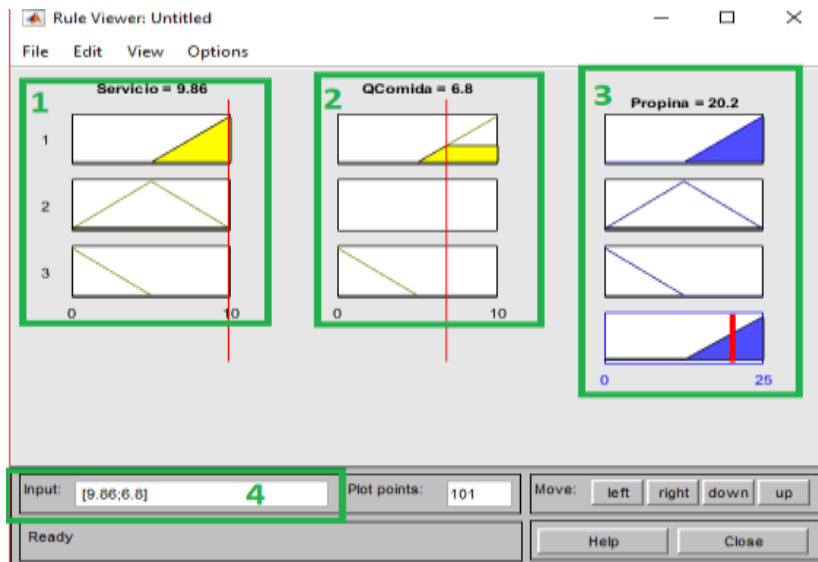 Rule Viewer: Untitled
File Edit View Options
1 Servicio = 9.86
2 QComida = 6.8
3 Propina = 20.2
1
2
3
0 10
0 10
0 25
Input: [9.86;6.8] 4 Plot points: 101 Move: left right down up
Ready Help Close